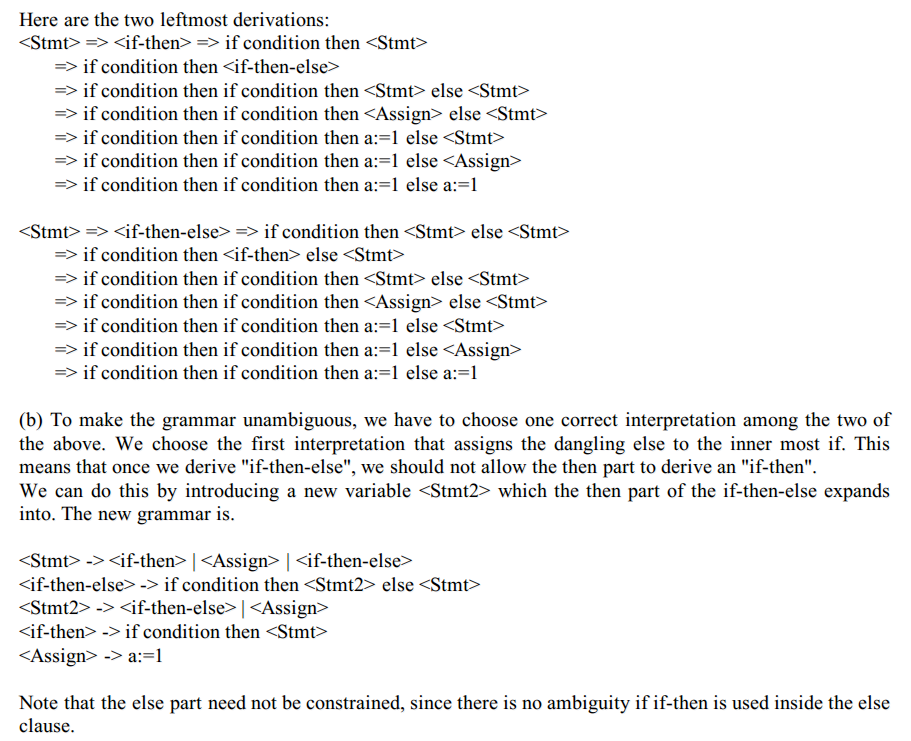 Here are the two leftmost derivations:
<Stmt> => <if-then> => if condition then <Stmt>
=> if condition then <if-then-else>
=> if condition then if condition then <Stmt> else <Stmt>
=> if condition then if condition then <Assign> else <Stmt>
=> if condition then if condition then a:=1 else <Stmt>
=> if condition then if condition then a:=1 else <Assign>
=> if condition then if condition then a:=1 else a:=1
<Stmt> => <if-then-else> => if condition then <Stmt> else <Stmt>
=> if condition then <if-then> else <Stmt>
=> if condition then if condition then <Stmt> else <Stmt>
=> if condition then if condition then <Assign> else <Stmt>
=> if condition then if condition then a:=1 else <Stmt>
=> if condition then if condition then a:=1 else <Assign>
=> if condition then if condition then a:=1 else a:=1
(b) To make the grammar unambiguous, we have to choose one correct interpretation among the two of
the above. We choose the first interpretation that assigns the dangling else to the inner most if. This
means that once we derive "if-then-else", we should not allow the then part to derive an "if-then".
We can do this by introducing a new variable <Stmt2> which the then part of the if-then-else expands
into. The new grammar is.
<Stmt> -> <if-then> | <Assign> | <if-then-else>
<if-then-else> -> if condition then <Stmt2> else <Stmt>
<Stmt2> -> <if-then-else> | <Assign>
<if-then> -> if condition then <Stmt>
<Assign> -> a:=1
Note that the else part need not be constrained, since there is no ambiguity if if-then is used inside the else
clause.